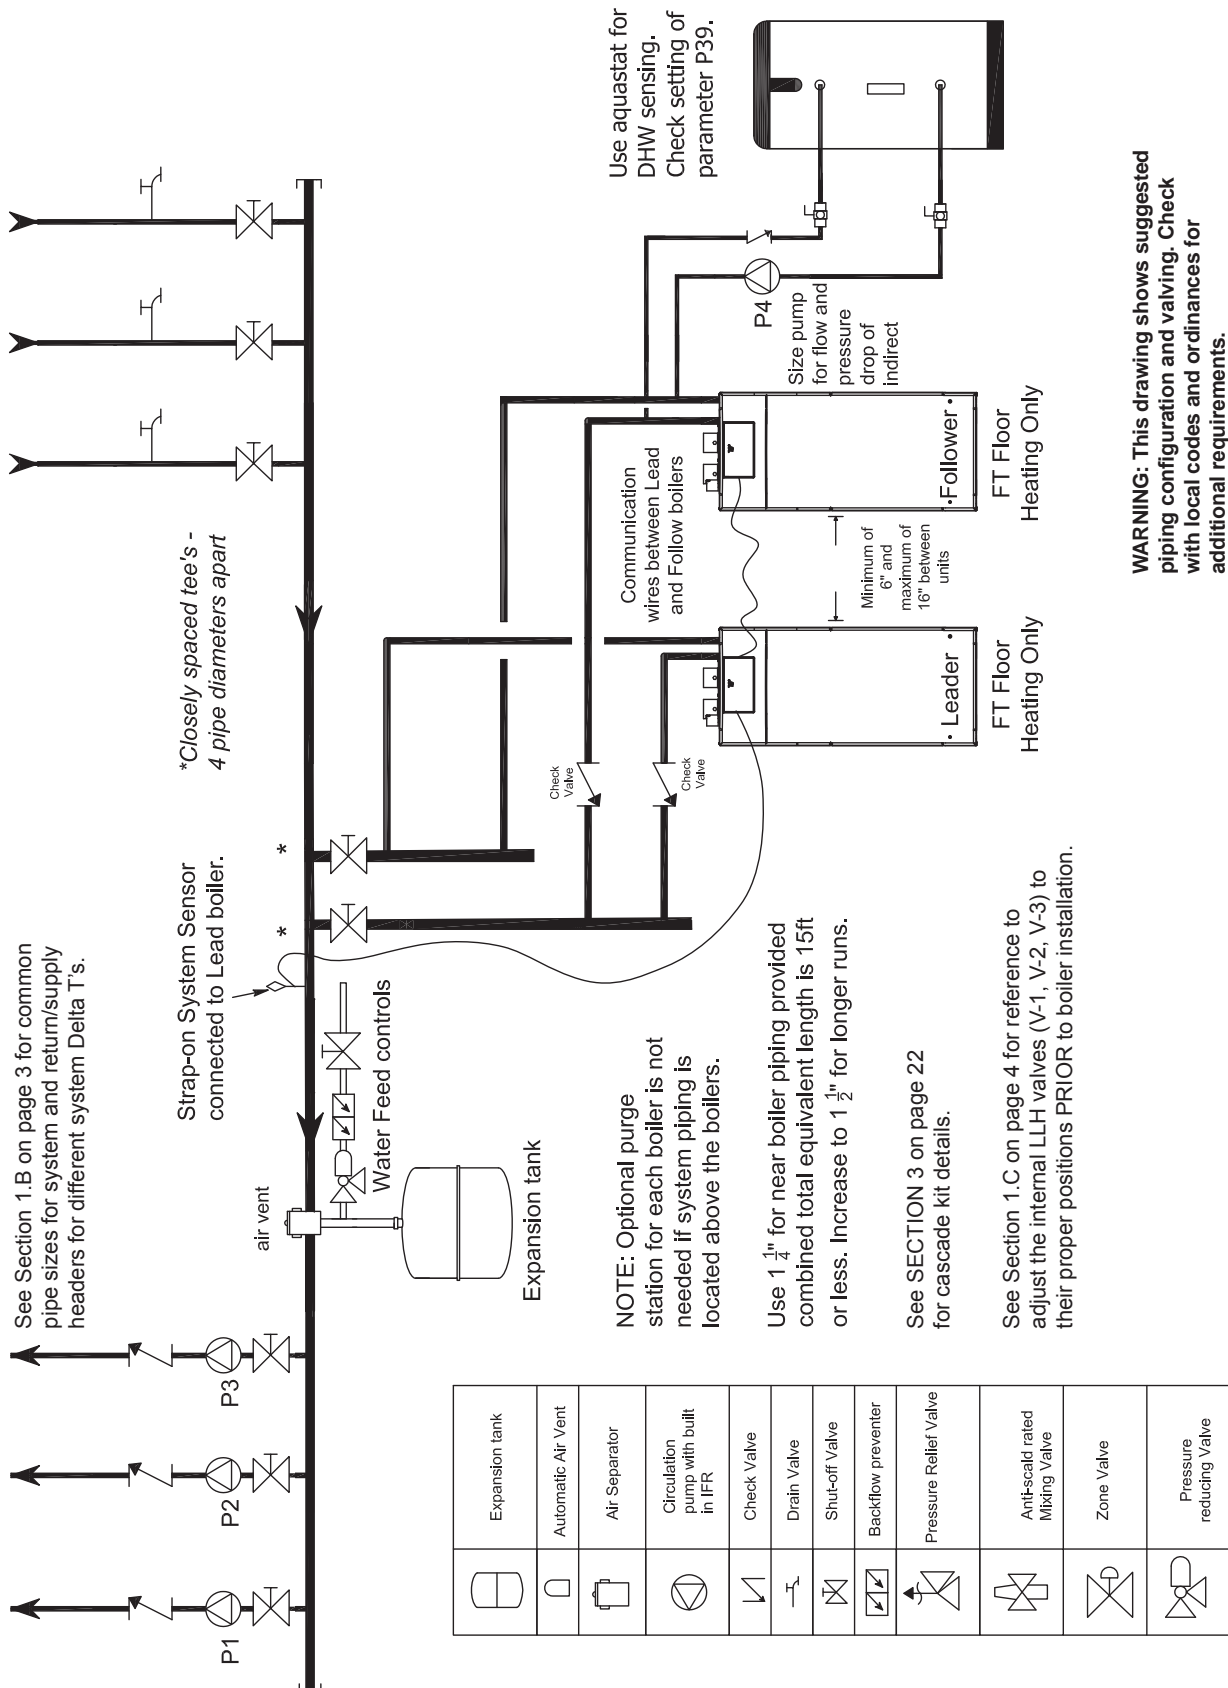 See Section 1.B on page 3 for common
pipe sizes for system and return/supply
headers for different system Delta T's.
Strap-on System Sensor
connected to Lead boiler.
*Closely spaced tee's -
4 pipe diameters apart
*
*
P1
P2
P3
air vent
Water Feed controls
Expansion tank
Use aquastat for
DHW sensing.
Check setting of
parameter P39.
Check
Valve
Check
Valve
Communication
wires between Lead
and Follow boilers
P4
Size pump
for flow and
pressure
drop of
indirect
Leader
Follower
Minimum of
6" and
maximum of
16" between
units
FT Floor
Heating Only
FT Floor
Heating Only
NOTE: Optional purge
station for each boiler is not
needed if system piping is
located above the boilers.
Use 1 1/4" for near boiler piping provided
combined total equivalent length is 15ft
or less. Increase to 1 1/2" for longer runs.
See SECTION 3 on page 22
for cascade kit details.
See Section 1.C on page 4 for reference to
adjust the internal LLH valves (V-1, V-2, V-3) to
their proper positions PRIOR to boiler installation.
WARNING: This drawing shows suggested
piping configuration and valving. Check
with local codes and ordinances for
additional requirements.
Expansion tank
Automatic Air Vent
Air Separator
Circulation
pump with built
in IFR
Check Valve
Drain Valve
Shut-off Valve
Backflow preventer
Pressure Relief Valve
Anti-scald rated
Mixing Valve
Zone Valve
Pressure
reducing Valve